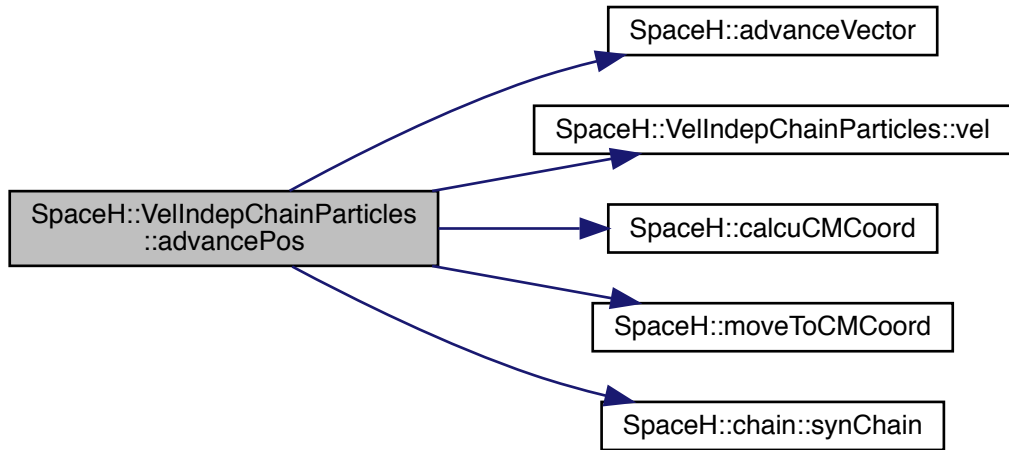 SpaceH::advanceVector
SpaceH::VelIndepChainParticles::vel
SpaceH::VelIndepChainParticles
::advancePos
SpaceH::calcuCMCoord
SpaceH::moveToCMCoord
SpaceH::chain::synChain